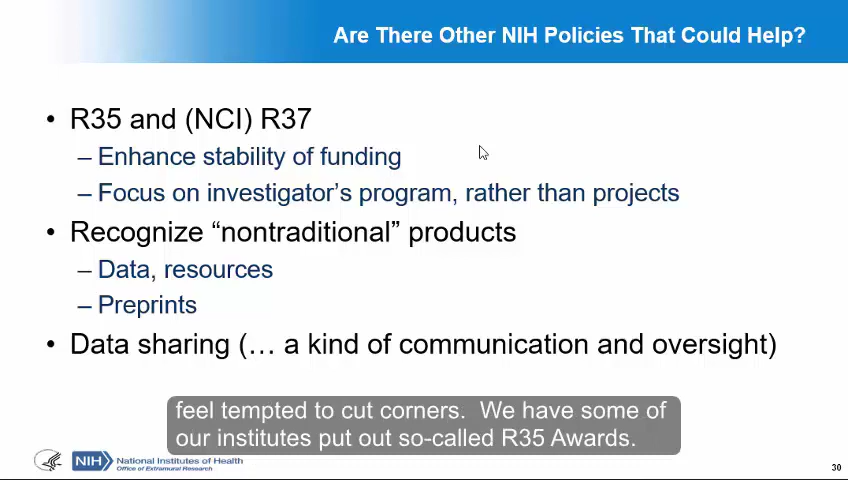 Are There Other NIH Policies That Could Help?
• R35 and (NCI) R37
– Enhance stability of funding
– Focus on investigator’s program, rather than projects
• Recognize “nontraditional” products
– Data, resources
– Preprints
• Data sharing (… a kind of communication and oversight)
feel tempted to cut corners.  We have some of
our institutes put out so-called R35 Awards.
NIH
National Institutes of Health
Office of Extramural Research
30